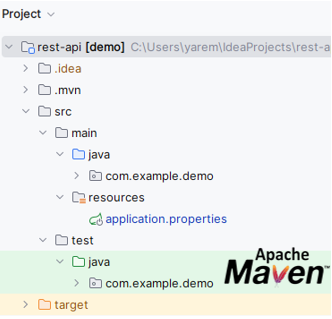 Project
rest-api [demo] C:\Users\yarem\IdeaProjects\rest-a
.idea
.mvn
src
main
java
com.example.demo
resources
application.properties
test
java
com.example.demo
target
Apache
Maven™